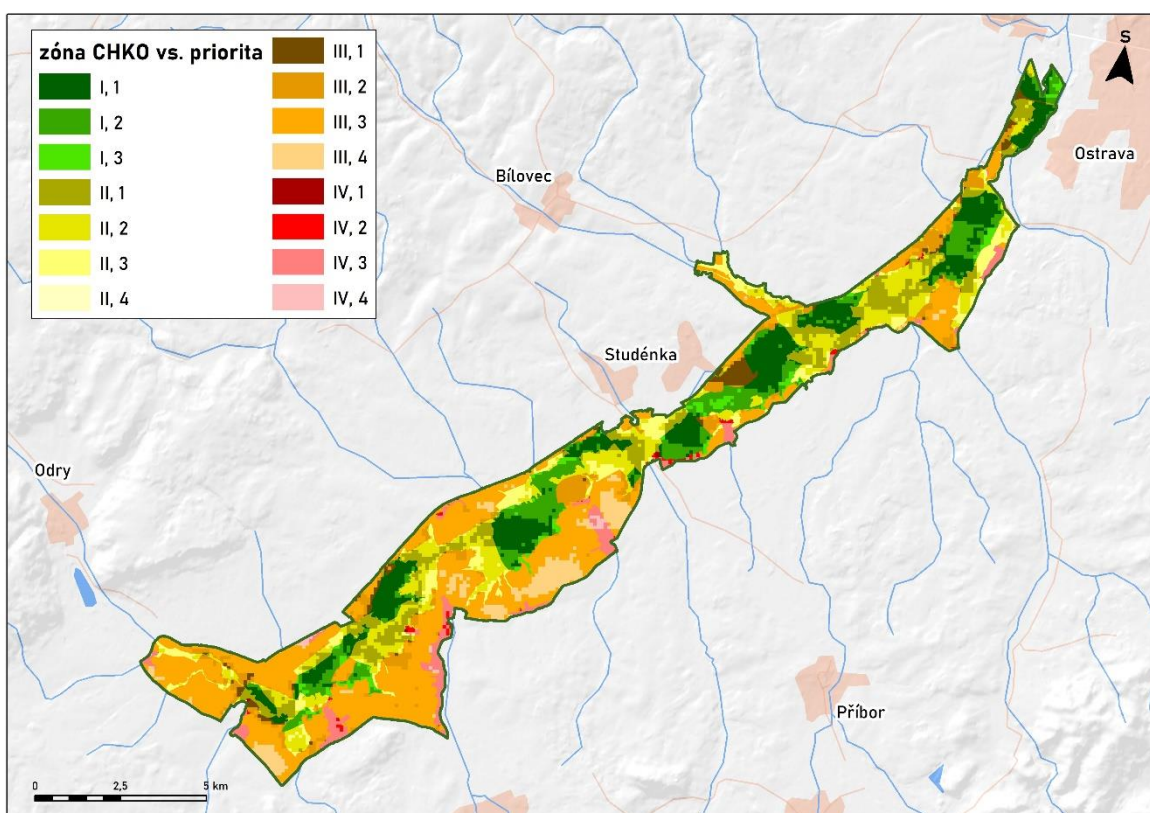 zóna CHKO vs. priorita
I, 1
I, 2
I, 3
II, 1
II, 2
II, 3
II, 4
III, 1
III, 2
III, 3
III, 4
IV, 1
IV, 2
IV, 3
IV, 4
S
Ostrava
Bílovec
Studénka
Odry
Příbor
0 2,5 5 km